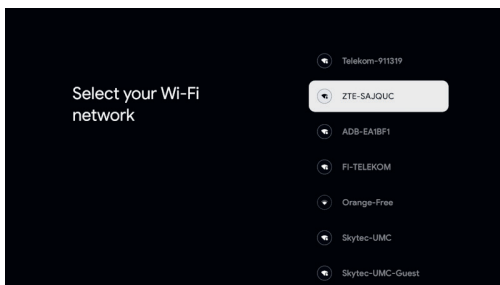 Select your Wi-Fi
network
Telekom-911319
ZTE-SAJQUC
ADB-EA1BF1
FI-TELEKOM
Orange-Free
Skytec-UMC
Skytec-UMC-Guest